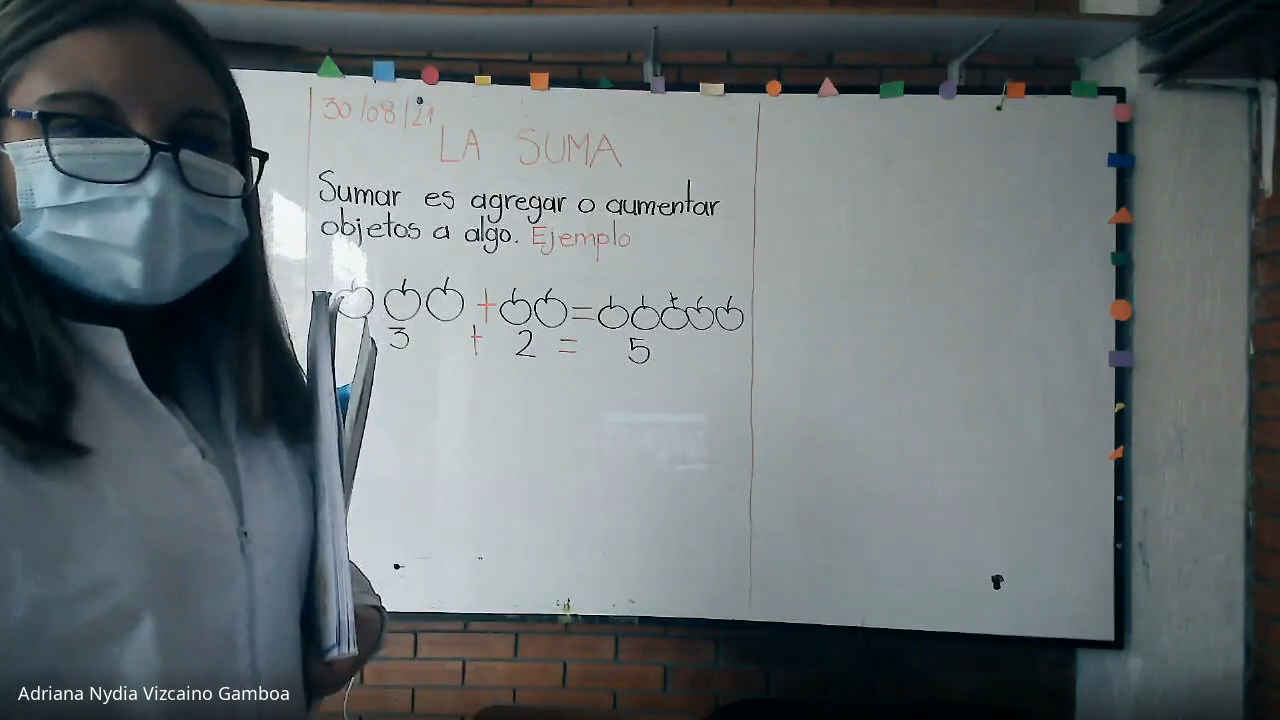 30/08/21
LA SUMA
Sumar es agregar o aumentar
objetos a algo. Ejemplo
+ =
3 + 2 = 5
Adriana Nydia Vizcaino Gamboa